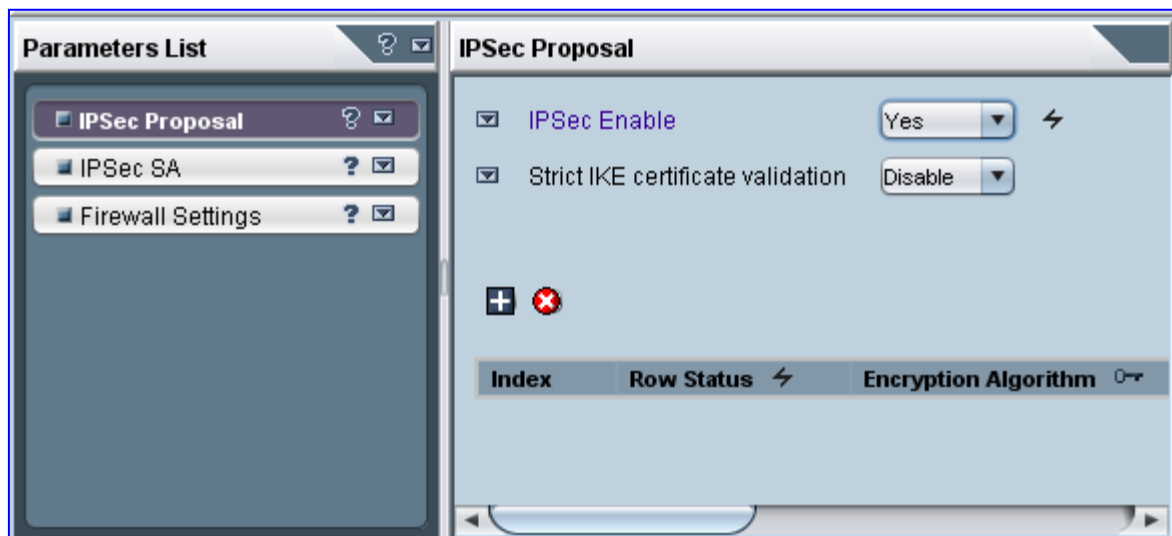 Parameters List
IPSec Proposal
IPSec SA
Firewall Settings
IPSec Proposal
IPSec Enable Yes
Strict IKE certificate validation Disable
Index Row Status Encryption Algorithm